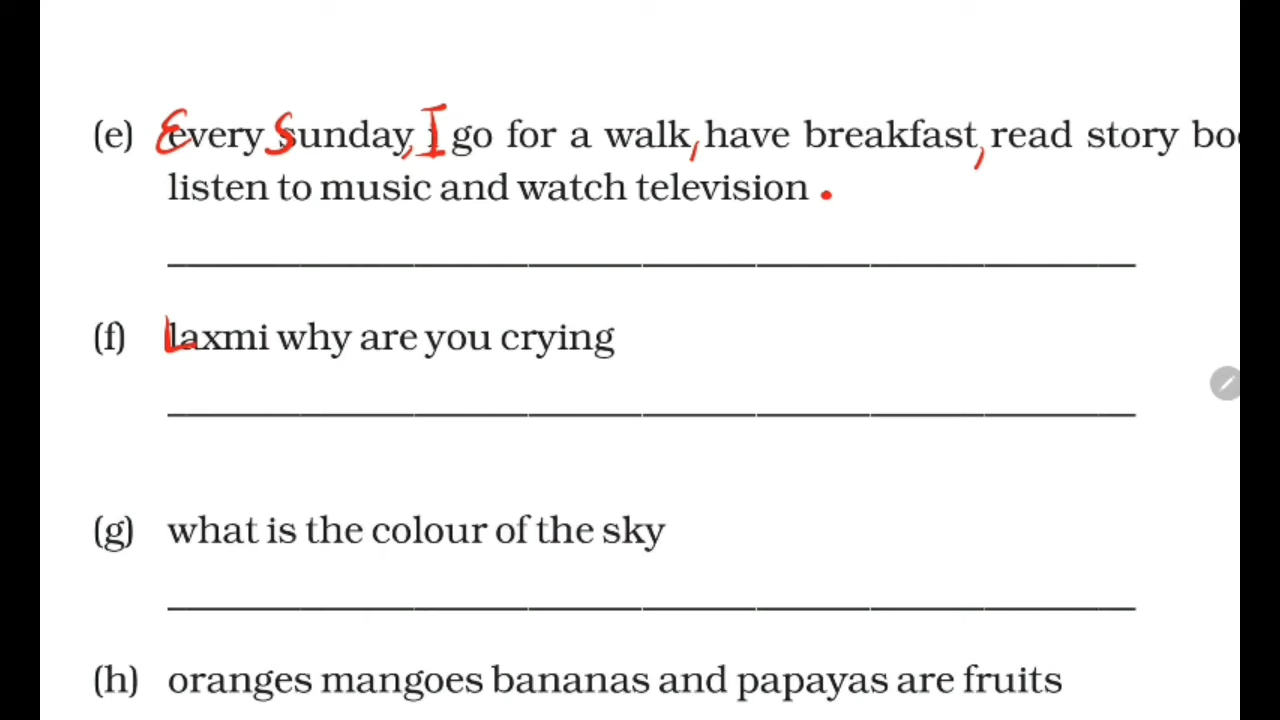 (e) Every Sunday, I go for a walk, have breakfast, read story
listen to music and watch television.
(f) Laxmi why are you crying
(g) what is the colour of the sky
(h) oranges mangoes bananas and papayas are fruits